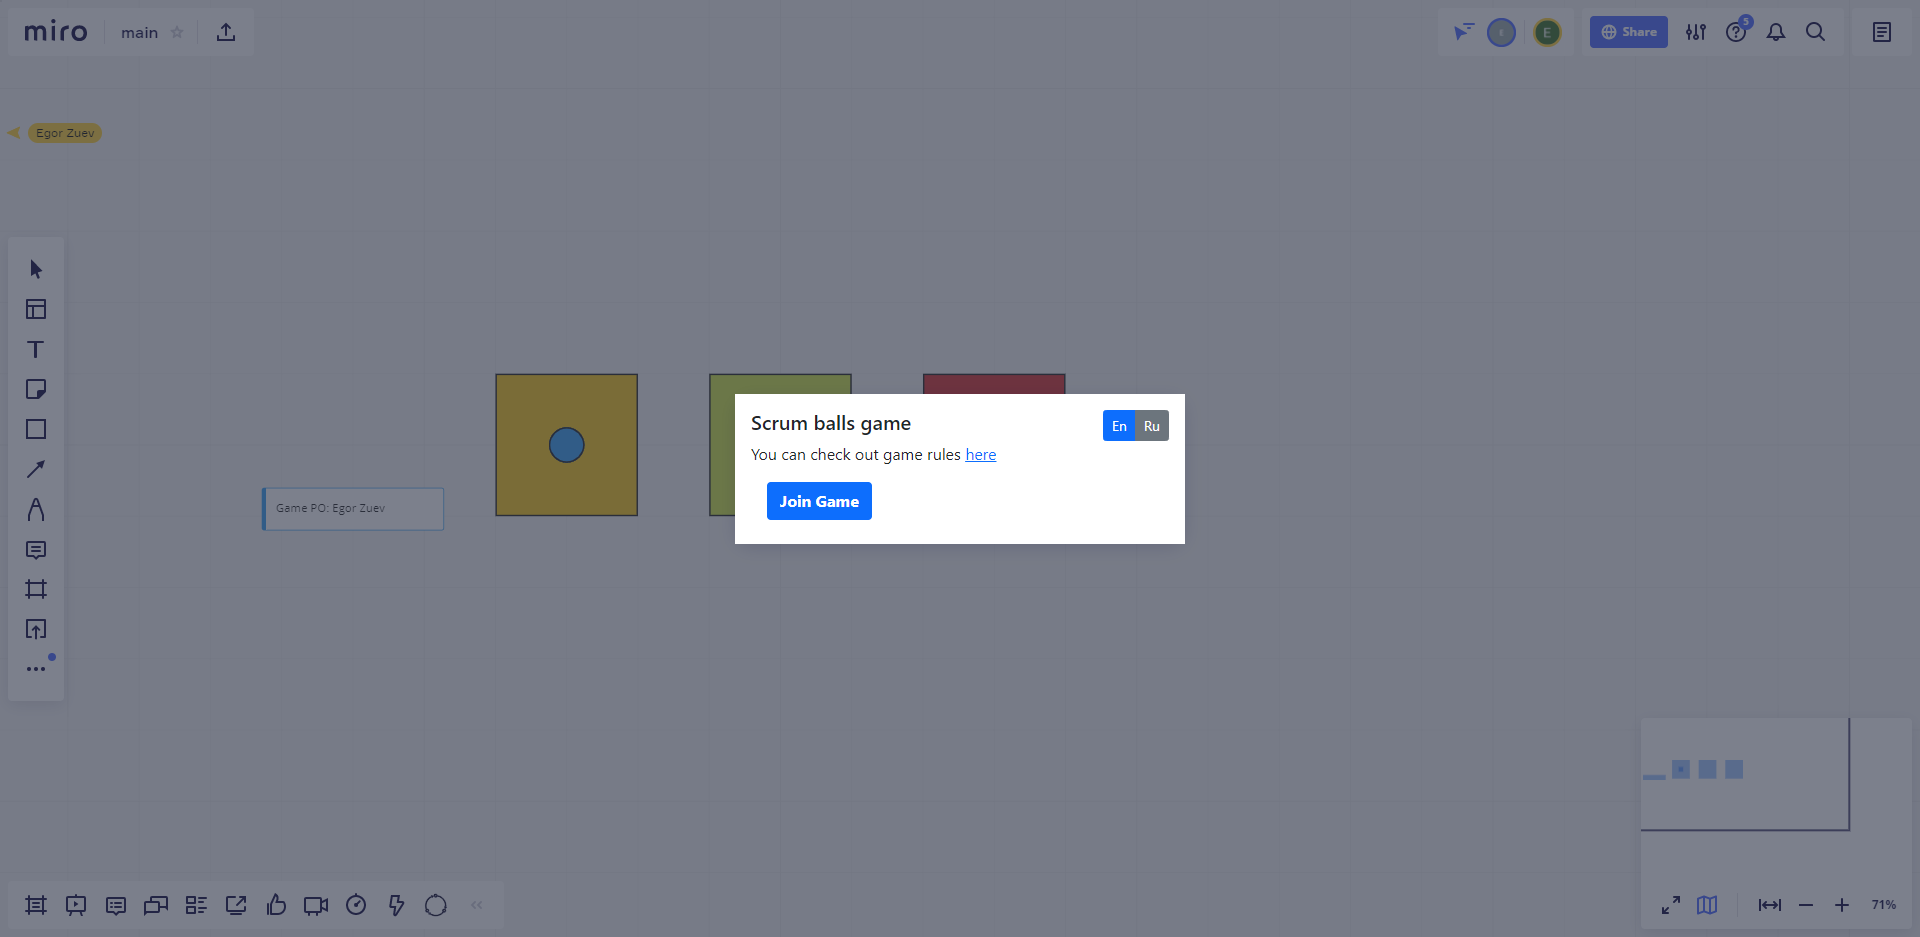 miro
main
E
Share
5
Egor Zuev
Scrum balls game
En
Ru
You can check out game rules here
Join Game
Game PO: Egor Zuev
71%